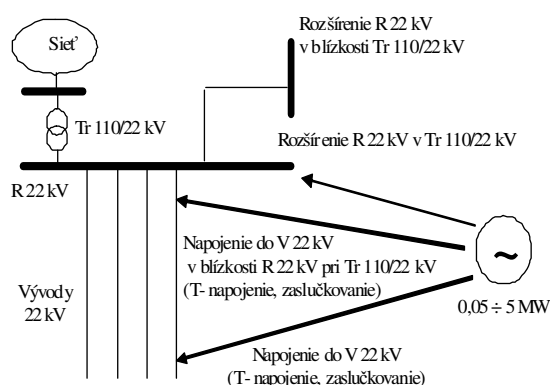 Sieť
Rozšírenie R 22 kV
v blízkosti Tr 110/22 kV
Tr 110/22 kV
Rozšírenie R 22 kV v Tr 110/22 kV
R 22 kV
Napojenie do V 22 kV
v blízkosti R 22 kV pri Tr 110/22 kV
(T- napojenie, zaslučkovanie)
Vývody
22 kV
~
0,05 ÷ 5 MW
Napojenie do V 22 kV
(T- napojenie, zaslučkovanie)